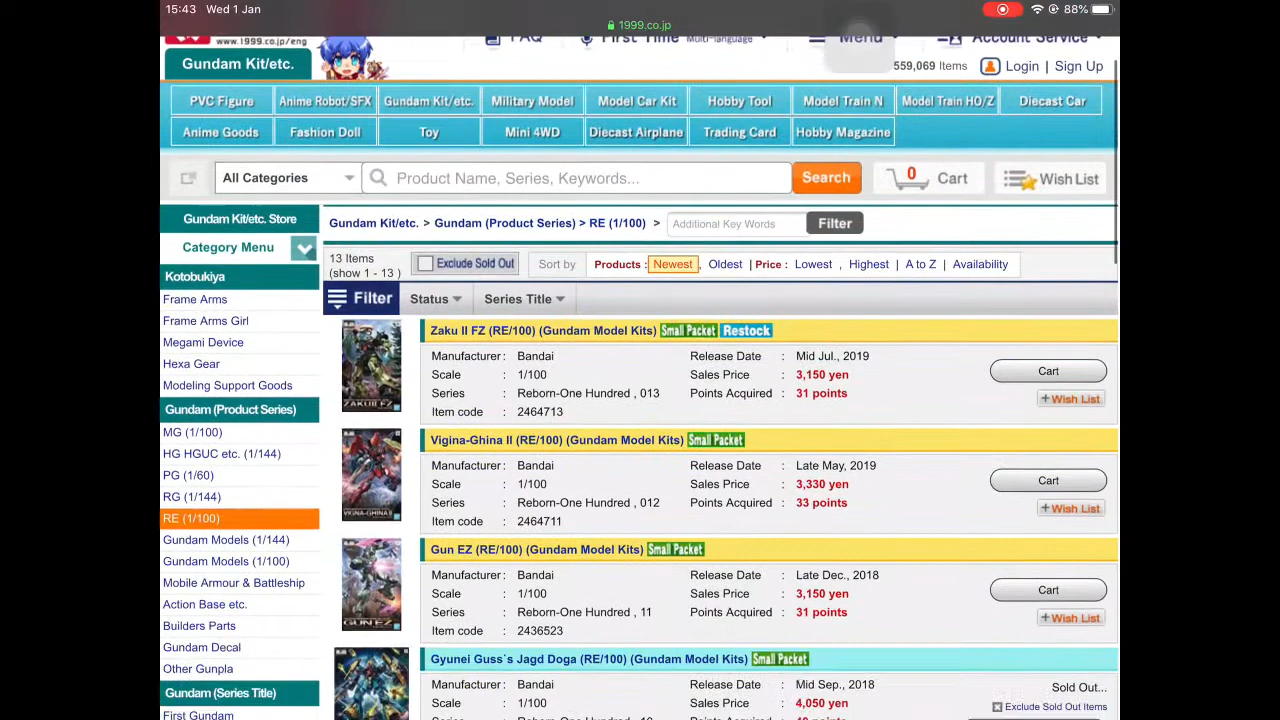 15:43 Wed 1 Jan
88%
1999.co.jp
www.1999.co.jp/eng
FAQ
First Time Multi-language
Menu
Account Service
Gundam Kit/etc.
559,069 Items
Login | Sign Up
PVC Figure
Anime Robot/SFX
Gundam Kit/etc.
Military Model
Model Car Kit
Hobby Tool
Model Train N
Model Train HO/Z
Diecast Car
Anime Goods
Fashion Doll
Toy
Mini 4WD
Diecast Airplane
Trading Card
Hobby Magazine
All Categories
Product Name, Series, Keywords...
Search
0
Cart
Wish List
Gundam Kit/etc. Store
Category Menu
Kotobukiya
Frame Arms
Frame Arms Girl
Megami Device
Hexa Gear
Modeling Support Goods
Gundam (Product Series)
MG (1/100)
HG HGUC etc. (1/144)
PG (1/60)
RG (1/144)
RE (1/100)
Gundam Models (1/144)
Gundam Models (1/100)
Mobile Armour & Battleship
Action Base etc.
Builders Parts
Gundam Decal
Other Gunpla
Gundam (Series Title)
First Gundam
Gundam Kit/etc. > Gundam (Product Series) > RE (1/100) >
Additional Key Words
Filter
13 Items
(show 1 - 13 )
Exclude Sold Out
Sort by
Products : Newest , Oldest | Price : Lowest , Highest | A to Z | Availability
Filter
Status
Series Title
Zaku II FZ (RE/100) (Gundam Model Kits) Small Packet Restock
ZAKU II FZ
Manufacturer : Bandai
Release Date : Mid Jul., 2019
Scale : 1/100
Sales Price : 3,150 yen
Series : Reborn-One Hundred , 013
Points Acquired : 31 points
Item code : 2464713
Cart
+Wish List
Vigina-Ghina II (RE/100) (Gundam Model Kits) Small Packet
VIGNA-GHINA II
Manufacturer : Bandai
Release Date : Late May, 2019
Scale : 1/100
Sales Price : 3,330 yen
Series : Reborn-One Hundred , 012
Points Acquired : 33 points
Item code : 2464711
Cart
+Wish List
Gun EZ (RE/100) (Gundam Model Kits) Small Packet
GUN EZ
Manufacturer : Bandai
Release Date : Late Dec., 2018
Scale : 1/100
Sales Price : 3,150 yen
Series : Reborn-One Hundred , 11
Points Acquired : 31 points
Item code : 2436523
Cart
+Wish List
Gyunei Guss`s Jagd Doga (RE/100) (Gundam Model Kits) Small Packet
Manufacturer : Bandai
Release Date : Mid Sep., 2018
Sold Out...
Scale : 1/100
Sales Price : 4,050 yen
Exclude Sold Out Items